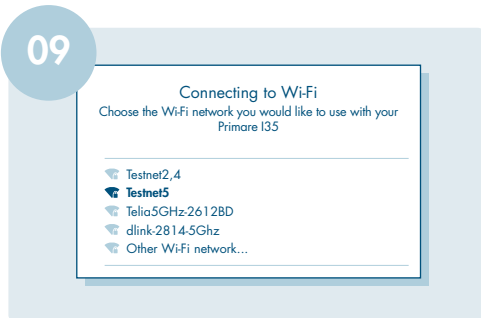 09
Connecting to Wi-Fi
Choose the Wi-Fi network you would like to use with your
Primare I35
Testnet2,4
Testnet5
Telia5GHz-2612BD
dlink-2814-5Ghz
Other Wi-Fi network...